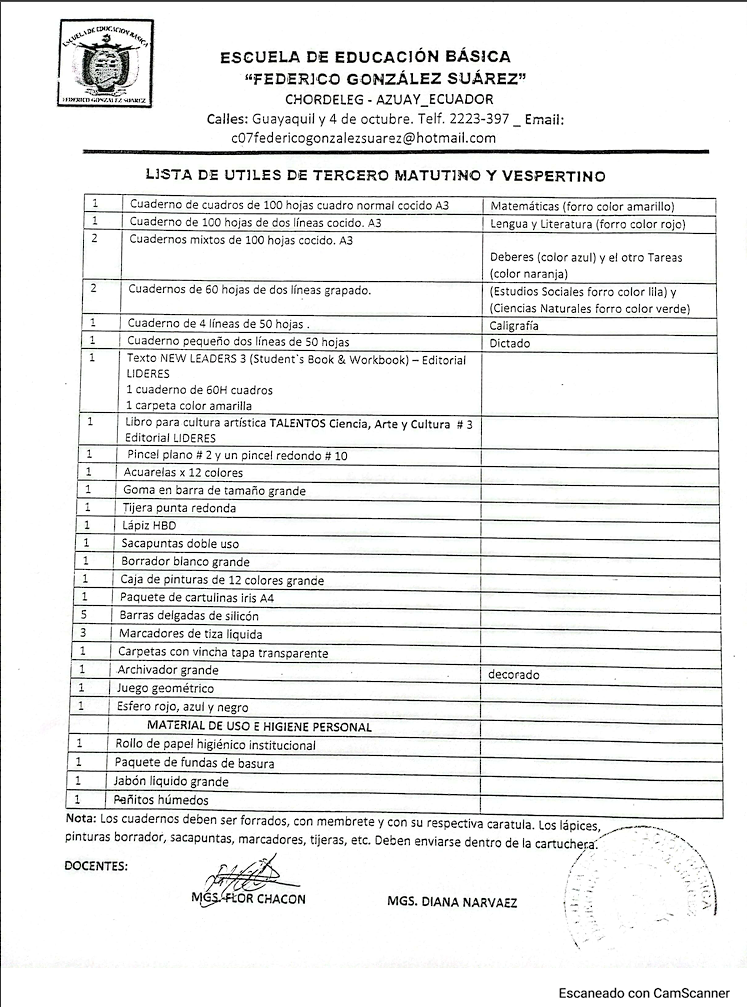 ESCUELA DE EDUCACION BÁSICA
FEDERICO GONZALEZ SUAREZ
ESCUELA DE EDUCACIÓN BÁSICA
“FEDERICO GONZÁLEZ SUÁREZ”
CHORDELEG - AZUAY_ECUADOR
Calles: Guayaquil y 4 de octubre. Telf. 2223-397 _ Email:
c07federicogonzalezsuarez@hotmail.com
LISTA DE UTILES DE TERCERO MATUTINO Y VESPERTINO
1 Cuaderno de cuadros de 100 hojas cuadro normal cocido A3 Matemáticas (forro color amarillo)
1 Cuaderno de 100 hojas de dos líneas cocido. A3 Lengua y Literatura (forro color rojo)
2 Cuadernos mixtos de 100 hojas cocido. A3
Deberes (color azul) y el otro Tareas
(color naranja)
2 Cuadernos de 60 hojas de dos líneas grapado. (Estudios Sociales forro color lila) y
(Ciencias Naturales forro color verde)
1 Cuaderno de 4 líneas de 50 hojas . Caligrafía
1 Cuaderno pequeño dos líneas de 50 hojas Dictado
1 Texto NEW LEADERS 3 (Student`s Book & Workbook) – Editorial
LIDERES
1 cuaderno de 60H cuadros
1 carpeta color amarilla
1 Libro para cultura artística TALENTOS Ciencia, Arte y Cultura # 3
Editorial LIDERES
1 Pincel plano # 2 y un pincel redondo # 10
1 Acuarelas x 12 colores
1 Goma en barra de tamaño grande
1 Tijera punta redonda
1 Lápiz HBD
1 Sacapuntas doble uso
1 Borrador blanco grande
1 Caja de pinturas de 12 colores grande
1 Paquete de cartulinas iris A4
5 Barras delgadas de silicón
3 Marcadores de tiza líquida
1 Carpetas con vincha tapa transparente
1 Archivador grande decorado
1 Juego geométrico
1 Esfero rojo, azul y negro
MATERIAL DE USO E HIGIENE PERSONAL
1 Rollo de papel higiénico institucional
1 Paquete de fundas de basura
1 Jabón liquido grande
1 Pañitos húmedos
Nota: Los cuadernos deben ser forrados, con membrete y con su respectiva caratula. Los lápices,
pinturas borrador, sacapuntas, marcadores, tijeras, etc. Deben enviarse dentro de la cartuchera.
DOCENTES:
MGS. FLOR CHACON
MGS. DIANA NARVAEZ
Escaneado con CamScanner